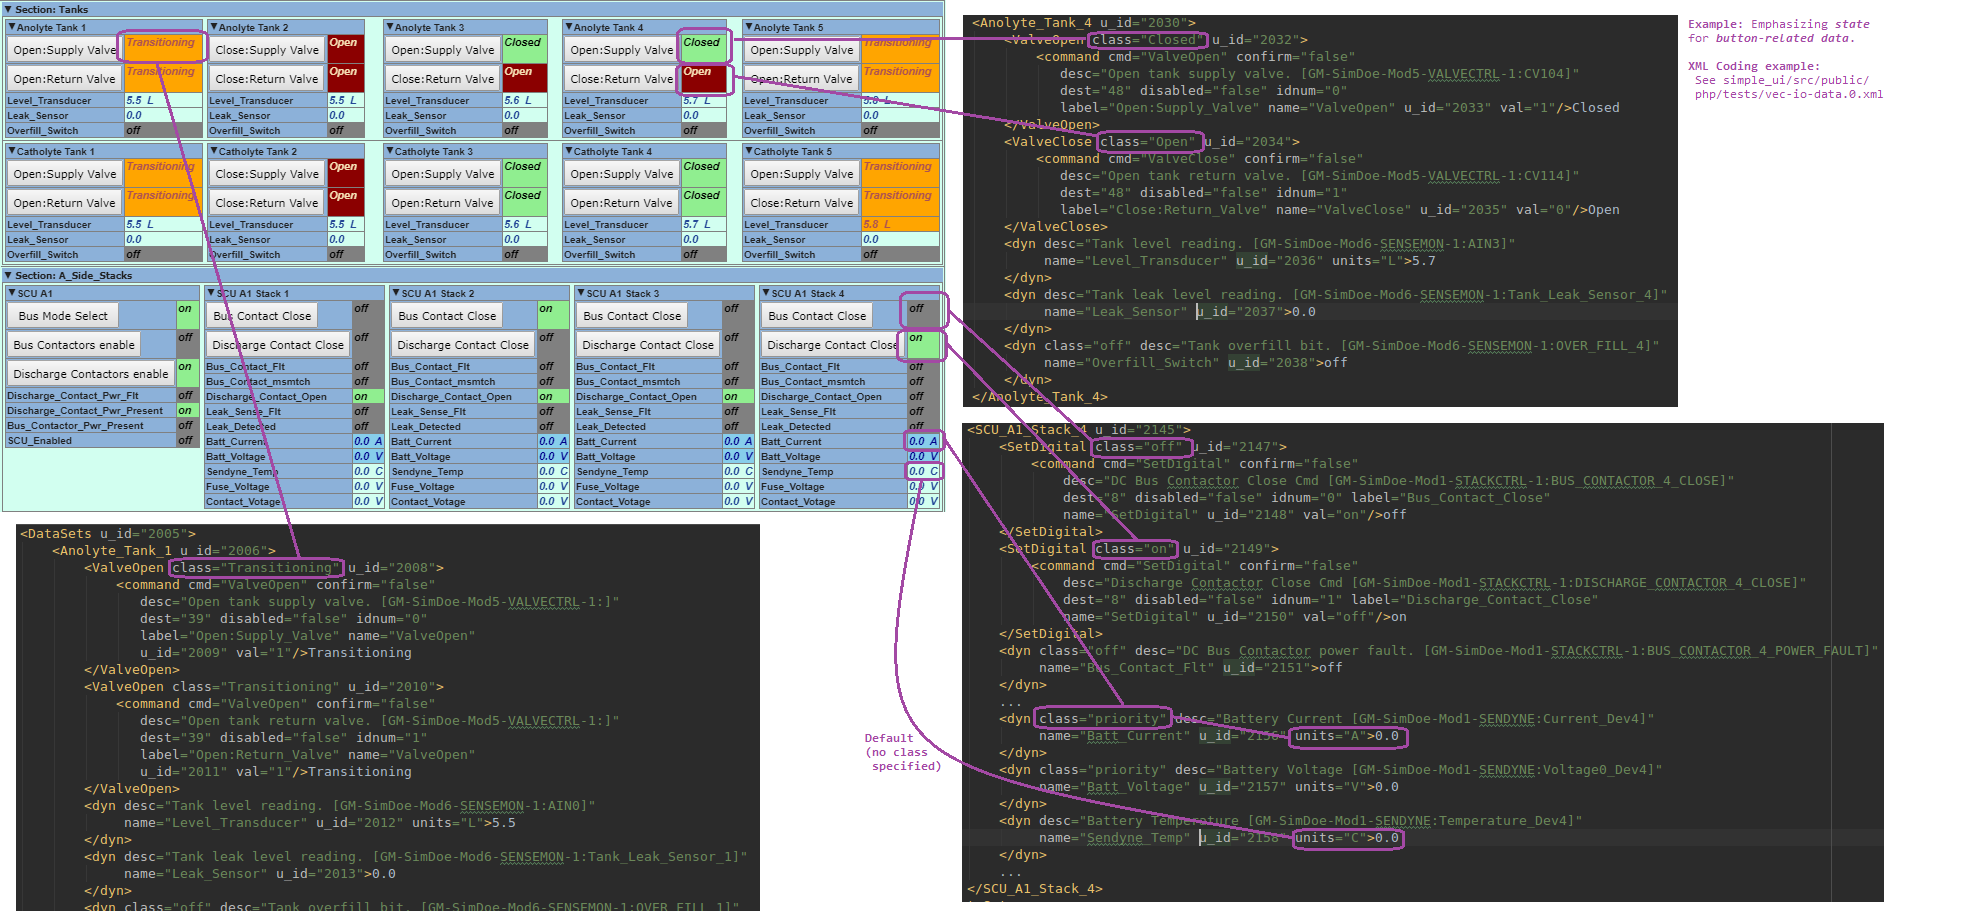 ▼ Section: Tanks
▼Anolyte Tank 1
Open:Supply Valve Transitioning
Open:Return Valve Transitioning
Level_Transducer 5.5 L
Leak_Sensor 0.0
Overfill_Switch off
▼Anolyte Tank 2
Close:Supply Valve Open
Close:Return Valve Open
Level_Transducer 5.5 L
Leak_Sensor 0.0
Overfill_Switch off
▼Anolyte Tank 3
Open:Supply Valve Closed
Close:Return Valve Open
Level_Transducer 5.6 L
Leak_Sensor 0.0
Overfill_Switch off
▼Anolyte Tank 4
Open:Supply Valve Closed
Close:Return Valve Open
Level_Transducer 5.7 L
Leak_Sensor 0.0
Overfill_Switch off
▼Anolyte Tank 5
Open:Supply Valve Transitioning
Open:Return Valve Transitioning
Level_Transducer 5.8 L
Leak_Sensor 0.0
Overfill_Switch off
▼Catholyte Tank 1
Open:Supply Valve Transitioning
Open:Return Valve Transitioning
Level_Transducer 5.5 L
Leak_Sensor 0.0
Overfill_Switch off
▼Catholyte Tank 2
Close:Supply Valve Open
Close:Return Valve Open
Level_Transducer 5.5 L
Leak_Sensor 0.0
Overfill_Switch off
▼Catholyte Tank 3
Open:Supply Valve Closed
Open:Return Valve Closed
Level_Transducer 5.6 L
Leak_Sensor 0.0
Overfill_Switch off
▼Catholyte Tank 4
Open:Supply Valve Closed
Open:Return Valve Closed
Level_Transducer 5.7 L
Leak_Sensor 0.0
Overfill_Switch off
▼Catholyte Tank 5
Open:Supply Valve Transitioning
Close:Return Valve Transitioning
Level_Transducer 5.8 L
Leak_Sensor 0.0
Overfill_Switch off
▼ Section: A_Side_Stacks
▼SCU A1
Bus Mode Select on
Bus Contactors enable off
Discharge Contactors enable on
Discharge_Contact_Pwr_Flt off
Discharge_Contact_Pwr_Present on
Bus_Contactor_Pwr_Present off
SCU_Enabled off
▼SCU A1 Stack 1
Bus Contact Close off
Discharge Contact Close off
Bus_Contact_Flt off
Bus_Contact_msmtch off
Discharge_Contact_Open on
Leak_Sense_Flt off
Leak_Detected off
Batt_Current 0.0 A
Batt_Voltage 0.0 V
Sendyne_Temp 0.0 C
Fuse_Voltage 0.0 V
Contact_Votage 0.0 V
▼SCU A1 Stack 2
Bus Contact Close on
Discharge Contact Close off
Bus_Contact_Flt off
Bus_Contact_msmtch off
Discharge_Contact_Open on
Leak_Sense_Flt off
Leak_Detected off
Batt_Current 0.0 A
Batt_Voltage 0.0 V
Sendyne_Temp 0.0 C
Fuse_Voltage 0.0 V
Contact_Votage 0.0 V
▼SCU A1 Stack 3
Bus Contact Close off
Discharge Contact Close off
Bus_Contact_Flt off
Bus_Contact_msmtch off
Discharge_Contact_Open on
Leak_Sense_Flt off
Leak_Detected off
Batt_Current 0.0 A
Batt_Voltage 0.0 V
Sendyne_Temp 0.0 C
Fuse_Voltage 0.0 V
Contact_Votage 0.0 V
▼SCU A1 Stack 4
Bus Contact Close off
Discharge Contact Close on
Bus_Contact_Flt off
Bus_Contact_msmtch off
Discharge_Contact_Open off
Leak_Sense_Flt off
Leak_Detected off
Batt_Current 0.0 A
Batt_Voltage 0.0 V
Sendyne_Temp 0.0 C
Fuse_Voltage 0.0 V
Contact_Votage 0.0 V
<DataSets u_id="2005">
<Anolyte_Tank_1 u_id="2006">
<ValveOpen class="Transitioning" u_id="2008">
<command cmd="ValveOpen" confirm="false"
desc="Open tank supply valve. [GM-SimDoe-Mod5-VALVECTRL-1:]"
dest="39" disabled="false" idnum="0"
label="Open:Supply_Valve" name="ValveOpen"
u_id="2009" val="1"/>Transitioning
</ValveOpen>
<ValveOpen class="Transitioning" u_id="2010">
<command cmd="ValveOpen" confirm="false"
desc="Open tank return valve. [GM-SimDoe-Mod5-VALVECTRL-1:]"
dest="39" disabled="false" idnum="1"
label="Open:Return_Valve" name="ValveOpen"
u_id="2011" val="1"/>Transitioning
</ValveOpen>
<dyn desc="Tank level reading. [GM-SimDoe-Mod6-SENSEMON-1:AIN0]"
name="Level_Transducer" u_id="2012" units="L">5.5
</dyn>
<dyn desc="Tank leak level reading. [GM-SimDoe-Mod6-SENSEMON-1:Tank_Leak_Sensor_1]"
name="Leak_Sensor" u_id="2013">0.0
</dyn>
<dyn class="off" desc="Tank overfill bit. [GM-SimDoe-Mod6-SENSEMON-1:OVER_FILL_1]"
<Anolyte_Tank_4 u_id="2030">
<ValveOpen class="Closed" u_id="2032">
<command cmd="ValveOpen" confirm="false"
desc="Open tank supply valve. [GM-SimDoe-Mod5-VALVECTRL-1:CV104]"
dest="48" disabled="false" idnum="0"
label="Open:Supply_Valve" name="ValveOpen" u_id="2033" val="1"/>Closed
</ValveOpen>
<ValveClose class="Open" u_id="2034">
<command cmd="ValveClose" confirm="false"
desc="Open tank return valve. [GM-SimDoe-Mod5-VALVECTRL-1:CV114]"
dest="48" disabled="false" idnum="1"
label="Close:Return_Valve" name="ValveClose" u_id="2035" val="0"/>Open
</ValveClose>
<dyn desc="Tank level reading. [GM-SimDoe-Mod6-SENSEMON-1:AIN3]"
name="Level_Transducer" u_id="2036" units="L">5.7
</dyn>
<dyn desc="Tank leak level reading. [GM-SimDoe-Mod6-SENSEMON-1:Tank_Leak_Sensor_4]"
name="Leak_Sensor" u_id="2037">0.0
</dyn>
<dyn class="off" desc="Tank overfill bit. [GM-SimDoe-Mod6-SENSEMON-1:OVER_FILL_4]"
name="Overfill_Switch" u_id="2038">off
</dyn>
</Anolyte_Tank_4>
Example: Emphasizing state
for button-related data.
XML Coding example:
See simple_ui/src/public/
php/tests/vec-io-data.0.xml
<SCU_A1_Stack_4 u_id="2145">
<SetDigital class="off" u_id="2147">
<command cmd="SetDigital" confirm="false"
desc="DC Bus Contactor Close Cmd [GM-SimDoe-Mod1-STACKCTRL-1:BUS_CONTACTOR_4_CLOSE]"
dest="8" disabled="false" idnum="0" label="Bus_Contact_Close"
name="SetDigital" u_id="2148" val="on"/>off
</SetDigital>
<SetDigital class="on" u_id="2149">
<command cmd="SetDigital" confirm="false"
desc="Discharge Contactor Close Cmd [GM-SimDoe-Mod1-STACKCTRL-1:DISCHARGE_CONTACTOR_4_CLOSE]"
dest="8" disabled="false" idnum="1" label="Discharge_Contact_Close"
name="SetDigital" u_id="2150" val="off"/>on
</SetDigital>
<dyn class="off" desc="DC Bus Contactor power fault. [GM-SimDoe-Mod1-STACKCTRL-1:BUS_CONTACTOR_4_POWER_FAULT]"
name="Bus_Contact_Flt" u_id="2151">off
</dyn>
...
<dyn class="priority" desc="Battery Current [GM-SimDoe-Mod1-SENDYNE:Current_Dev4]"
name="Batt_Current" u_id="2156" units="A">0.0
</dyn>
<dyn class="priority" desc="Battery Voltage [GM-SimDoe-Mod1-SENDYNE:Voltage0_Dev4]"
name="Batt_Voltage" u_id="2157" units="V">0.0
</dyn>
<dyn desc="Battery Temperature [GM-SimDoe-Mod1-SENDYNE:Temperature_Dev4]"
name="Sendyne_Temp" u_id="2158" units="C">0.0
</dyn>
...
</SCU_A1_Stack_4>
Default
(no class
specified)